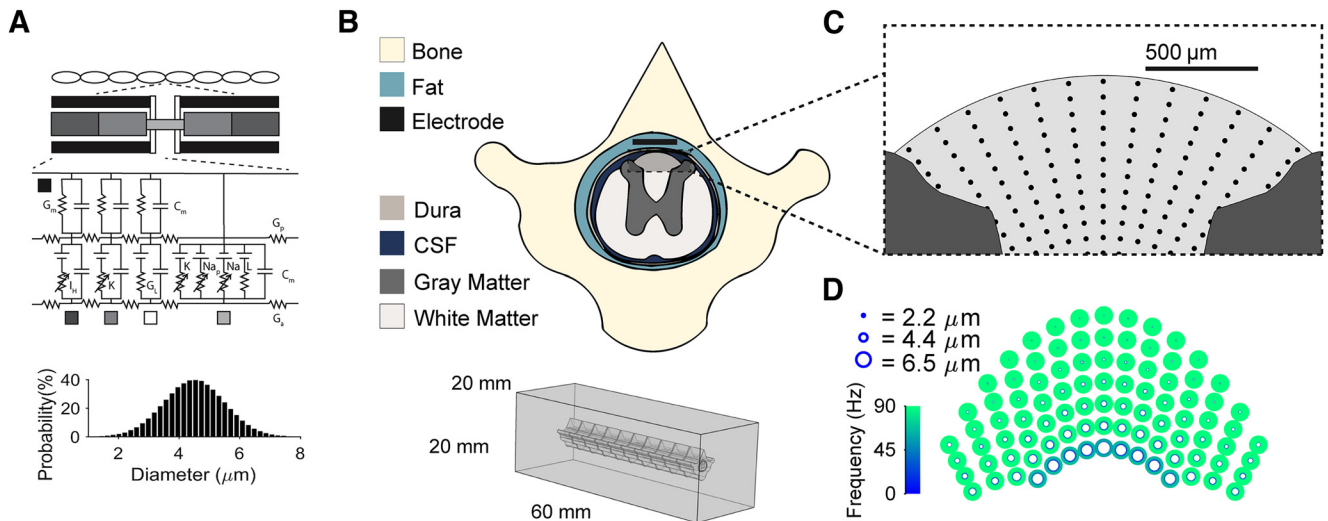 A
G_m
C_m
G_p
K
Na_p
Na
L
I_H
K
G_L
C_m
G_a
Probability(%)
40
20
0
2
4
6
8
Diameter (μm)
B
Bone
Fat
Electrode
Dura
CSF
Gray Matter
White Matter
20 mm
20 mm
60 mm
C
500 μm
D
= 2.2 μm
= 4.4 μm
= 6.5 μm
Frequency (Hz)
90
45
0